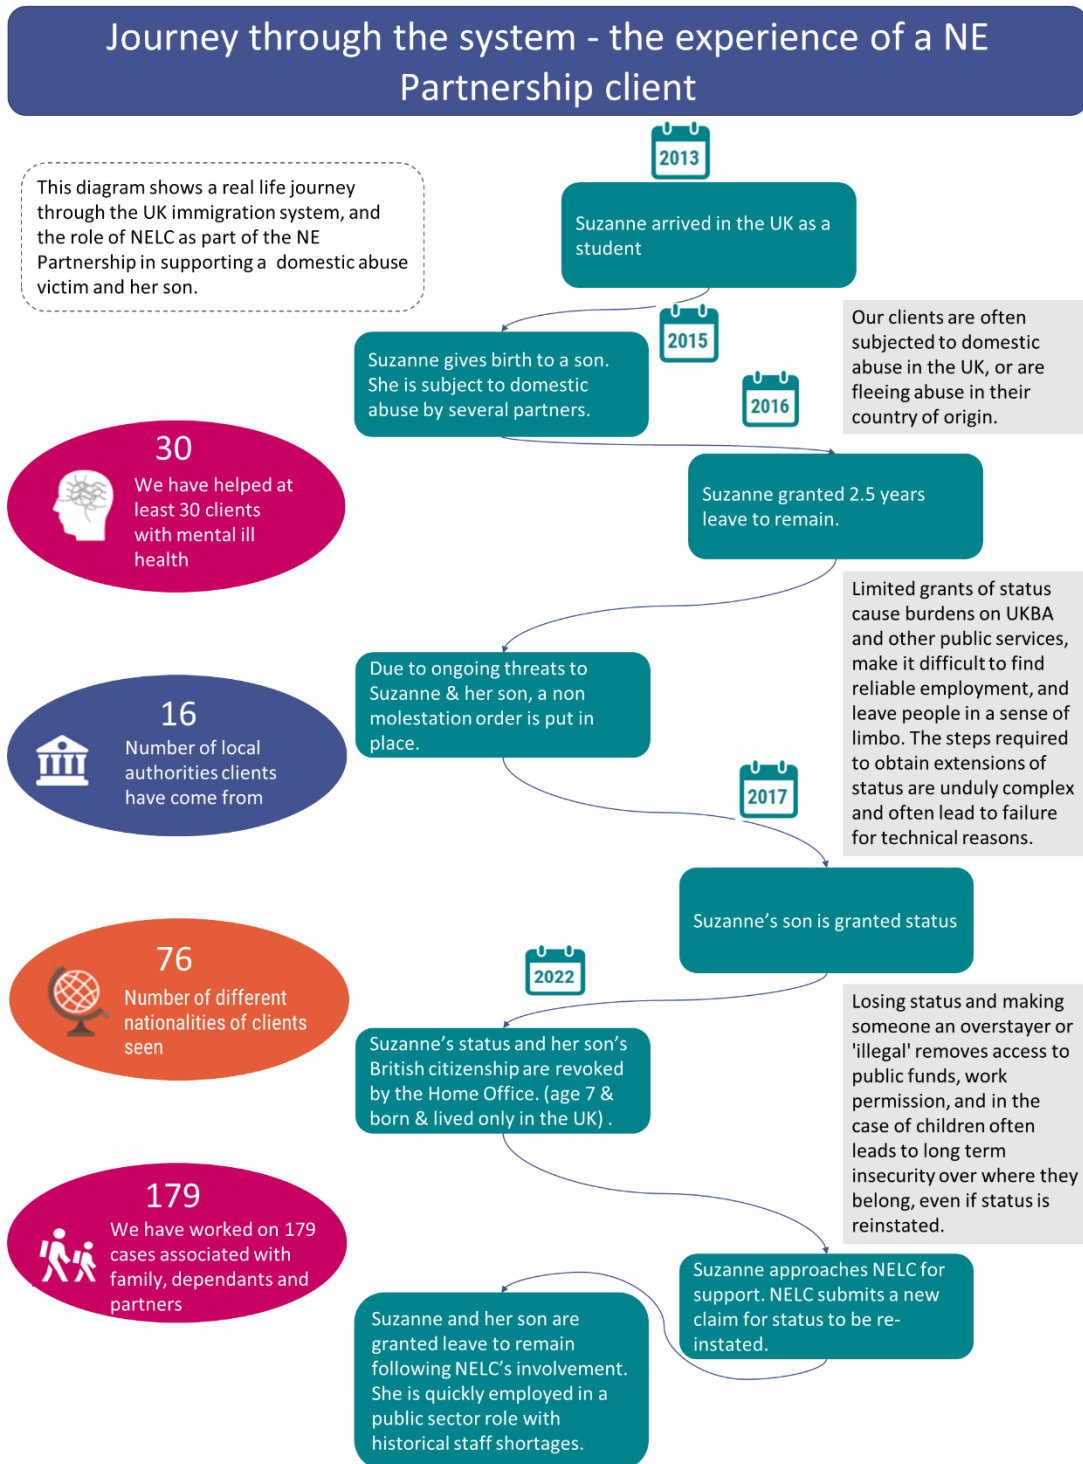 Journey through the system - the experience of a NE
Partnership client
2013
This diagram shows a real life journey
through the UK immigration system, and
the role of NELC as part of the NE
Partnership in supporting a domestic abuse
victim and her son.
Suzanne arrived in the UK as a
student
2015
Suzanne gives birth to a son.
She is subject to domestic
abuse by several partners.
2016
Our clients are often
subjected to domestic
abuse in the UK, or are
fleeing abuse in their
country of origin.
30
We have helped at
least 30 clients
with mental ill
health
Suzanne granted 2.5 years
leave to remain.
Limited grants of status
cause burdens on UKBA
and other public services,
make it difficult to find
reliable employment, and
leave people in a sense of
limbo. The steps required
to obtain extensions of
status are unduly complex
and often lead to failure
for technical reasons.
Due to ongoing threats to
Suzanne & her son, a non
molestation order is put in
place.
16
Number of local
authorities clients
have come from
2017
Suzanne's son is granted status
76
Number of different
nationalities of clients
seen
2022
Suzanne's status and her son's
British citizenship are revoked
by the Home Office. (age 7 &
born & lived only in the UK) .
Losing status and making
someone an overstayer or
'illegal' removes access to
public funds, work
permission, and in the
case of children often
leads to long term
insecurity over where they
belong, even if status is
reinstated.
179
We have worked on 179
cases associated with
family, dependants and
partners
Suzanne approaches NELC for
support. NELC submits a new
claim for status to be re-
instated.
Suzanne and her son are
granted leave to remain
following NELC's involvement.
She is quickly employed in a
public sector role with
historical staff shortages.